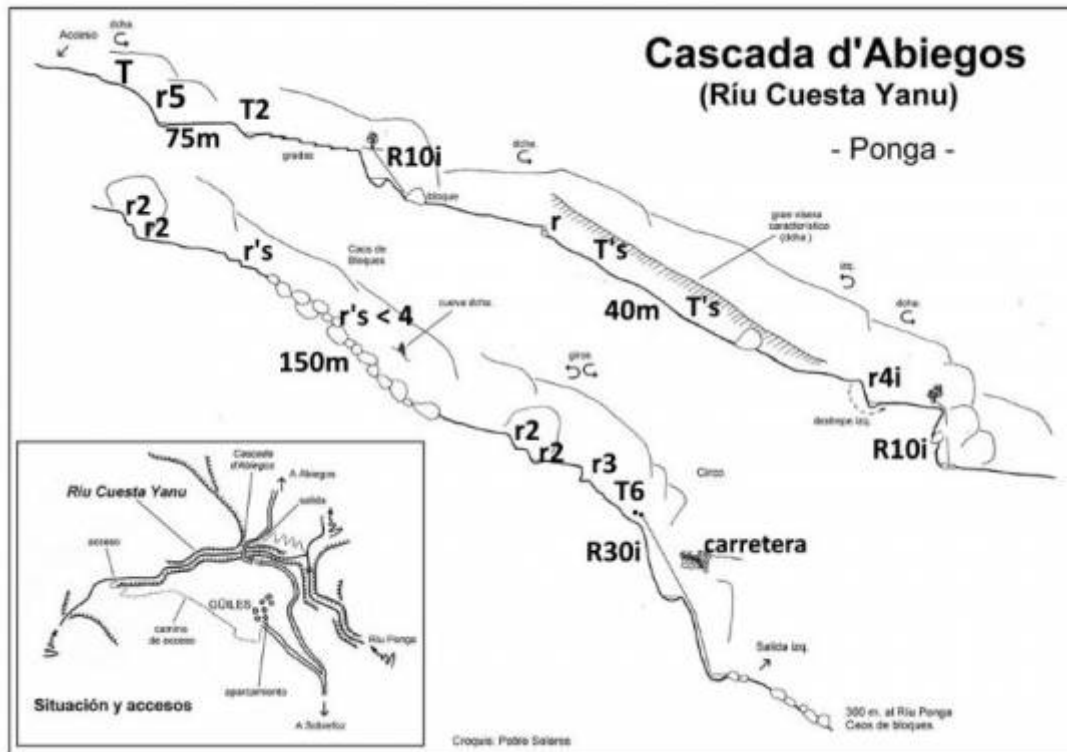 Cascada d'Abiegos
(Ríu Cuesta Yanu)
- Ponga -
Acceso
dcha.
T
r5
75m
T2
gradas
R10i
bloque
dcha.
r
T's
T's
40m
gran visera
característico
(dcha.)
izq.
dcha.
r4i
destrepe izq.
R10i
r2
r2
r's
Caos de
Bloques
r's < 4
cueva dcha.
150m
giros
r2
r2
r3
T6
Circo
R30i
carretera
Salida izq.
300 m. al Ríu Ponga
Caos de bloques
Cascada
d'Abiegos
A Abiegos
Ríu Cuesta Yanu
salida
acceso
GÜILES
camino
de acceso
Ríu Ponga
aparcamiento
Situación y accesos
A Sobrefoz
Croquis: Pablo Solares